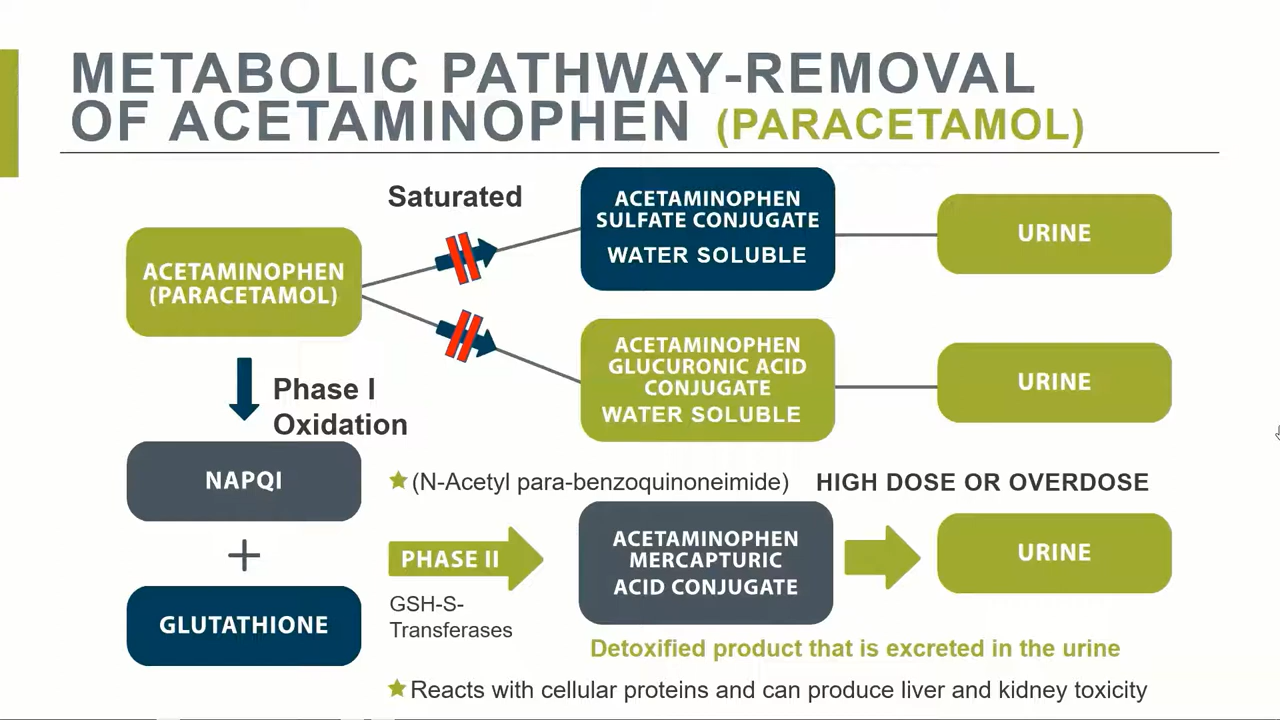 METABOLIC PATHWAY-REMOVAL
OF ACETAMINOPHEN (PARACETAMOL)
Saturated
ACETAMINOPHEN
SULFATE CONJUGATE
WATER SOLUBLE
URINE
ACETAMINOPHEN
(PARACETAMOL)
ACETAMINOPHEN
GLUCURONIC ACID
CONJUGATE
WATER SOLUBLE
URINE
Phase I
Oxidation
NAPQI
(N-Acetyl para-benzoquinoneimide)
HIGH DOSE OR OVERDOSE
+
PHASE II
ACETAMINOPHEN
MERCAPTURIC
ACID CONJUGATE
URINE
GLUTATHIONE
GSH-S-
Transferases
Detoxified product that is excreted in the urine
Reacts with cellular proteins and can produce liver and kidney toxicity